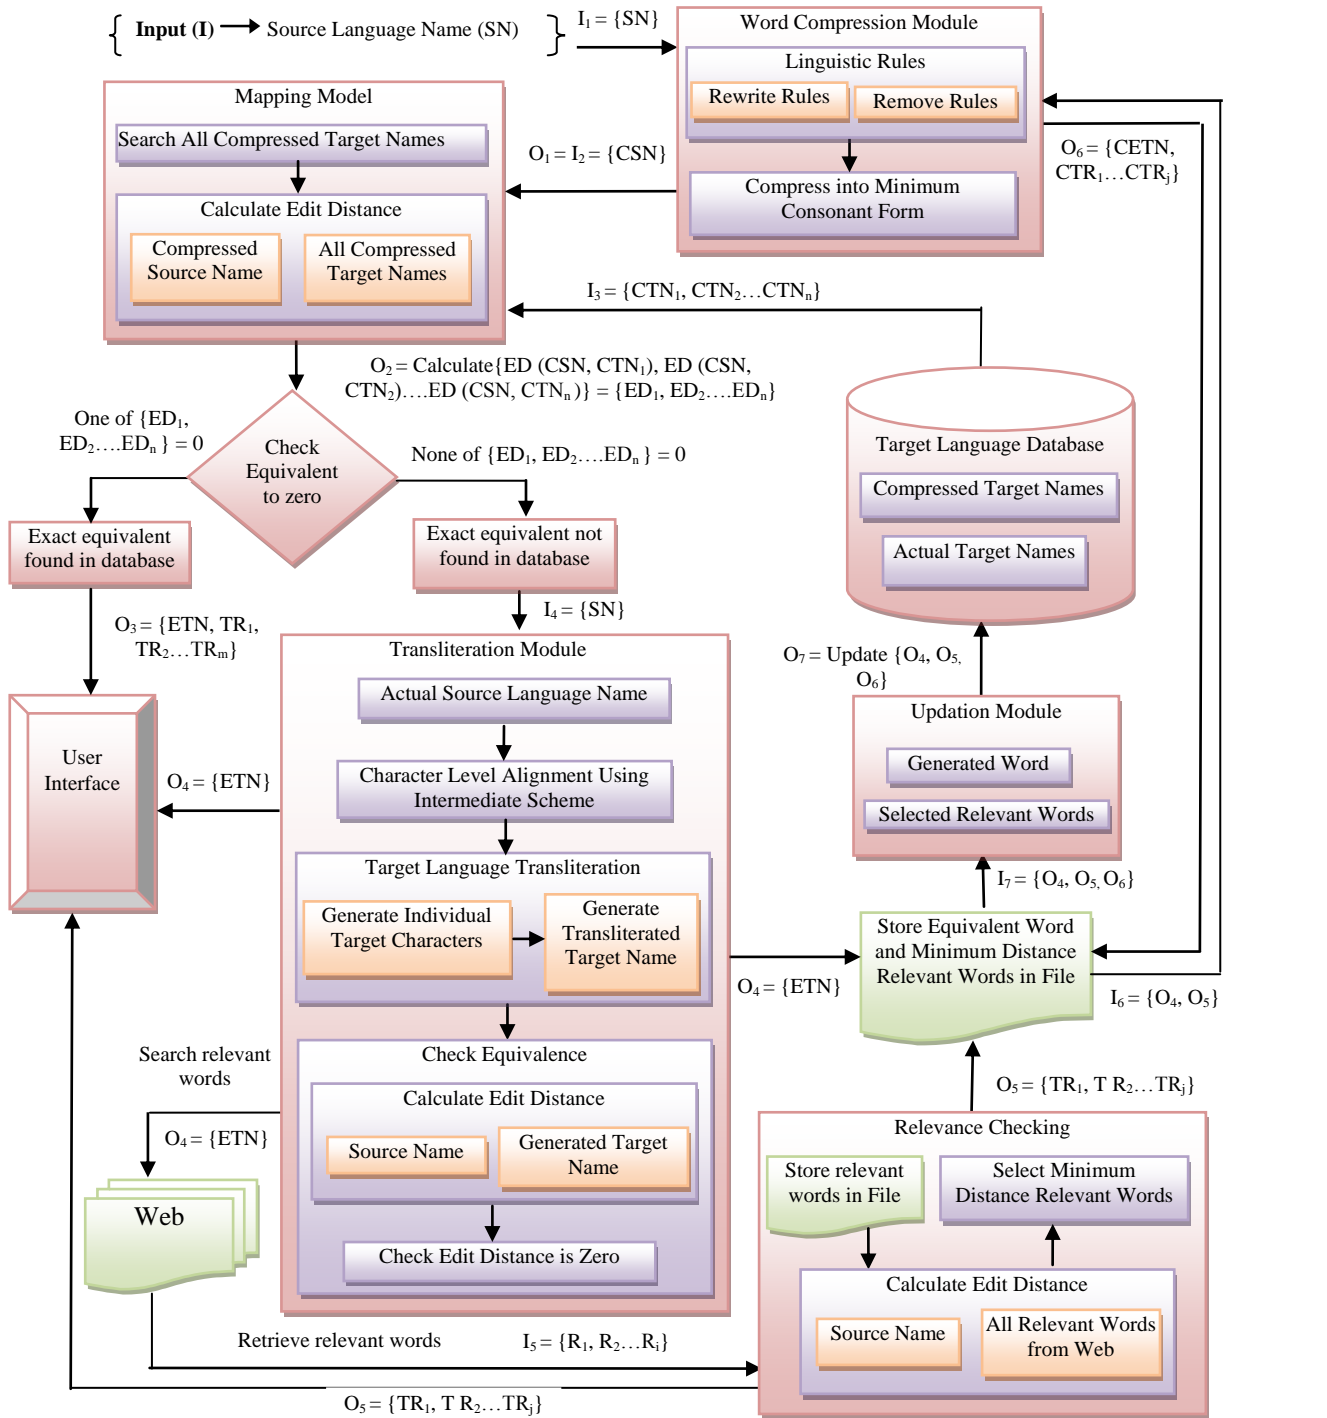 Input (I) → Source Language Name (SN)
I₁ = {SN}
Word Compression Module
Linguistic Rules
Rewrite Rules
Remove Rules
Compress into Minimum
Consonant Form
Mapping Model
Search All Compressed Target Names
Calculate Edit Distance
Compressed
Source Name
All Compressed
Target Names
O₁ = I₂ = {CSN}
O₆ = {CETN,
CTR₁…CTRⱼ}
I₃ = {CTN₁, CTN₂…CTNₙ}
O₂ = Calculate{ED (CSN, CTN₁), ED (CSN,
CTN₂)….ED (CSN, CTNₙ)} = {ED₁, ED₂….EDₙ}
One of {ED₁,
ED₂….EDₙ } = 0
Check
Equivalent
to zero
None of {ED₁, ED₂….EDₙ } = 0
Target Language Database
Compressed Target Names
Actual Target Names
Exact equivalent
found in database
Exact equivalent not
found in database
I₄ = {SN}
O₃ = {ETN, TR₁,
TR₂…TRₘ}
Transliteration Module
Actual Source Language Name
Character Level Alignment Using
Intermediate Scheme
Target Language Transliteration
Generate Individual
Target Characters
Generate
Transliterated
Target Name
Check Equivalence
Calculate Edit Distance
Source Name
Generated Target
Name
Check Edit Distance is Zero
User
Interface
O₄ = {ETN}
O₇ = Update {O₄, O₅,
O₆}
Updation Module
Generated Word
Selected Relevant Words
I₇ = {O₄, O₅, O₆}
Store Equivalent Word
and Minimum Distance
Relevant Words in File
O₄ = {ETN}
I₆ = {O₄, O₅}
Search relevant
words
O₄ = {ETN}
Web
O₅ = {TR₁, T R₂…TRⱼ}
Relevance Checking
Store relevant
words in File
Select Minimum
Distance Relevant Words
Calculate Edit Distance
Source Name
All Relevant Words
from Web
Retrieve relevant words
I₅ = {R₁, R₂…Rᵢ}
O₅ = {TR₁, T R₂…TRⱼ}